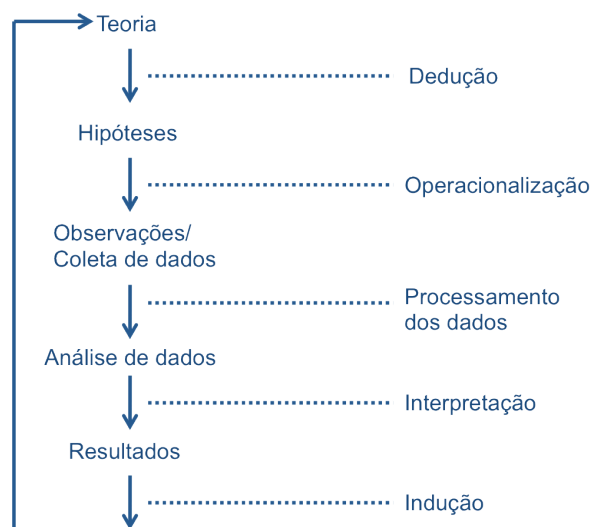 Teoria
Dedução
Hipóteses
Operacionalização
Observações/
Coleta de dados
Processamento
dos dados
Análise de dados
Interpretação
Resultados
Indução